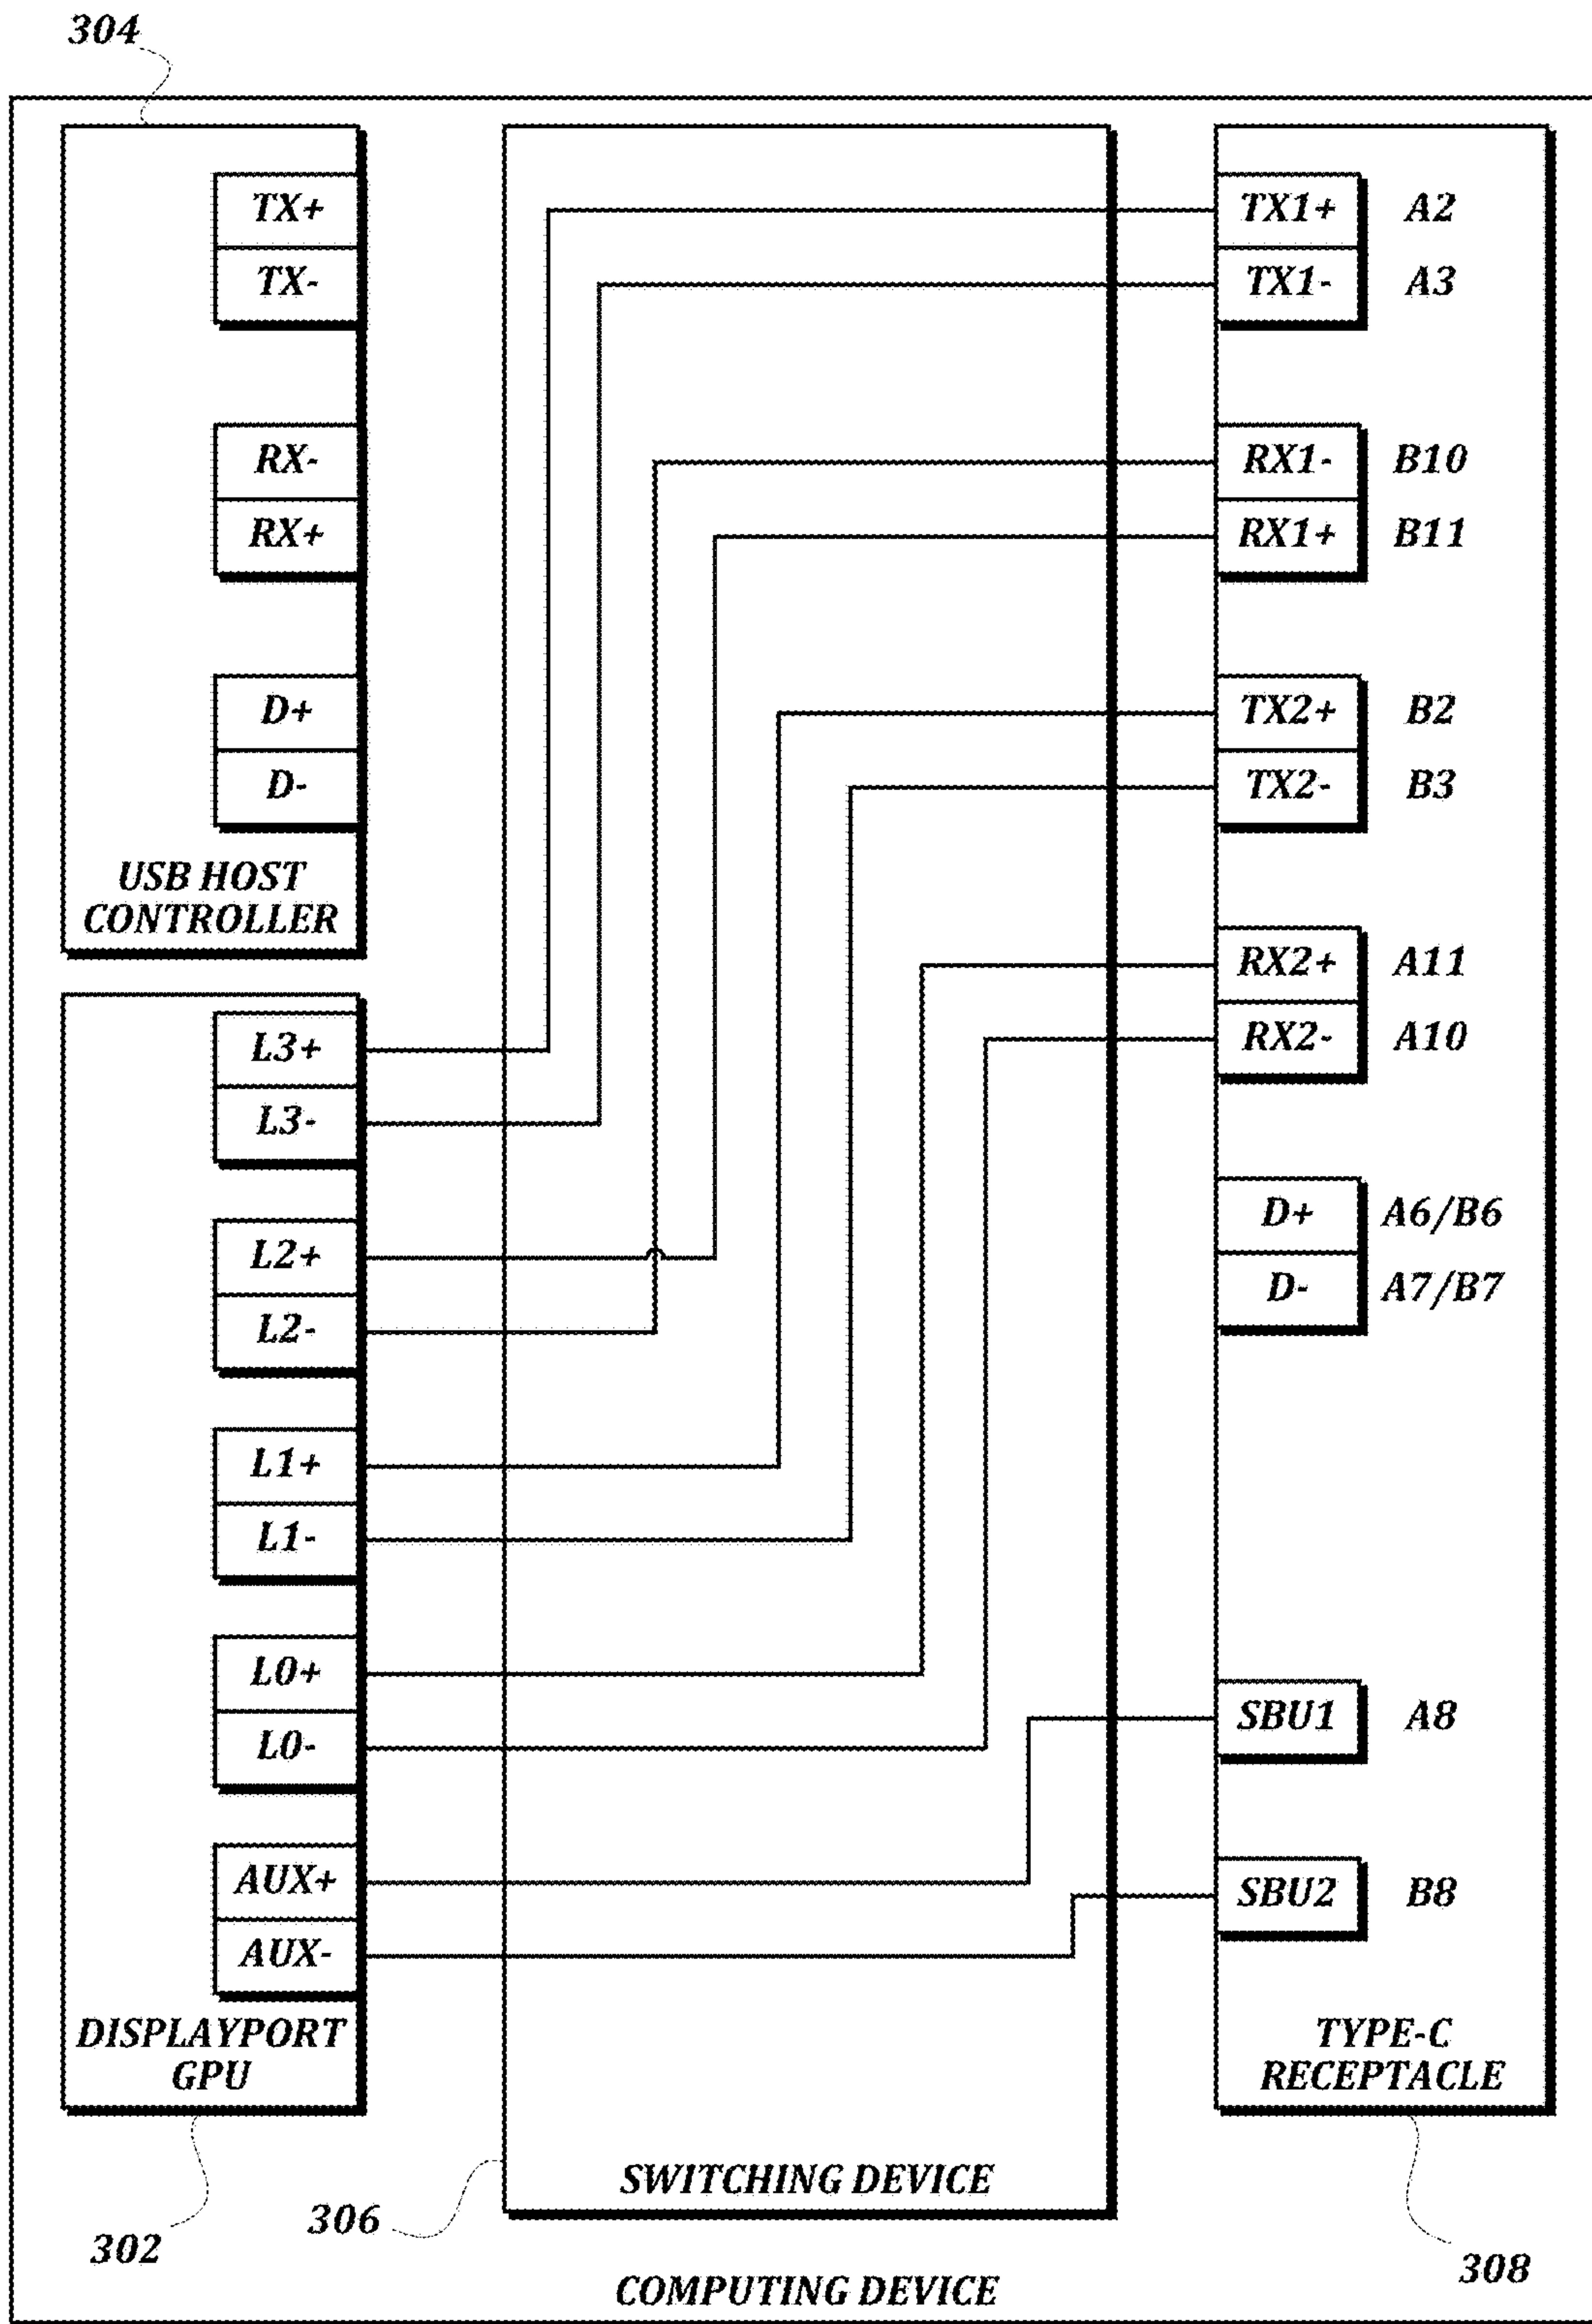 304
TX+
TX-
RX-
RX+
D+
D-
USB HOST
CONTROLLER
L3+
L3-
L2+
L2-
L1+
L1-
L0+
L0-
AUX+
AUX-
DISPLAYPORT
GPU
302
306
SWITCHING DEVICE
TX1+ A2
TX1- A3
RX1- B10
RX1+ B11
TX2+ B2
TX2- B3
RX2+ A11
RX2- A10
D+ A6/B6
D- A7/B7
SBU1 A8
SBU2 B8
TYPE-C
RECEPTACLE
308
COMPUTING DEVICE